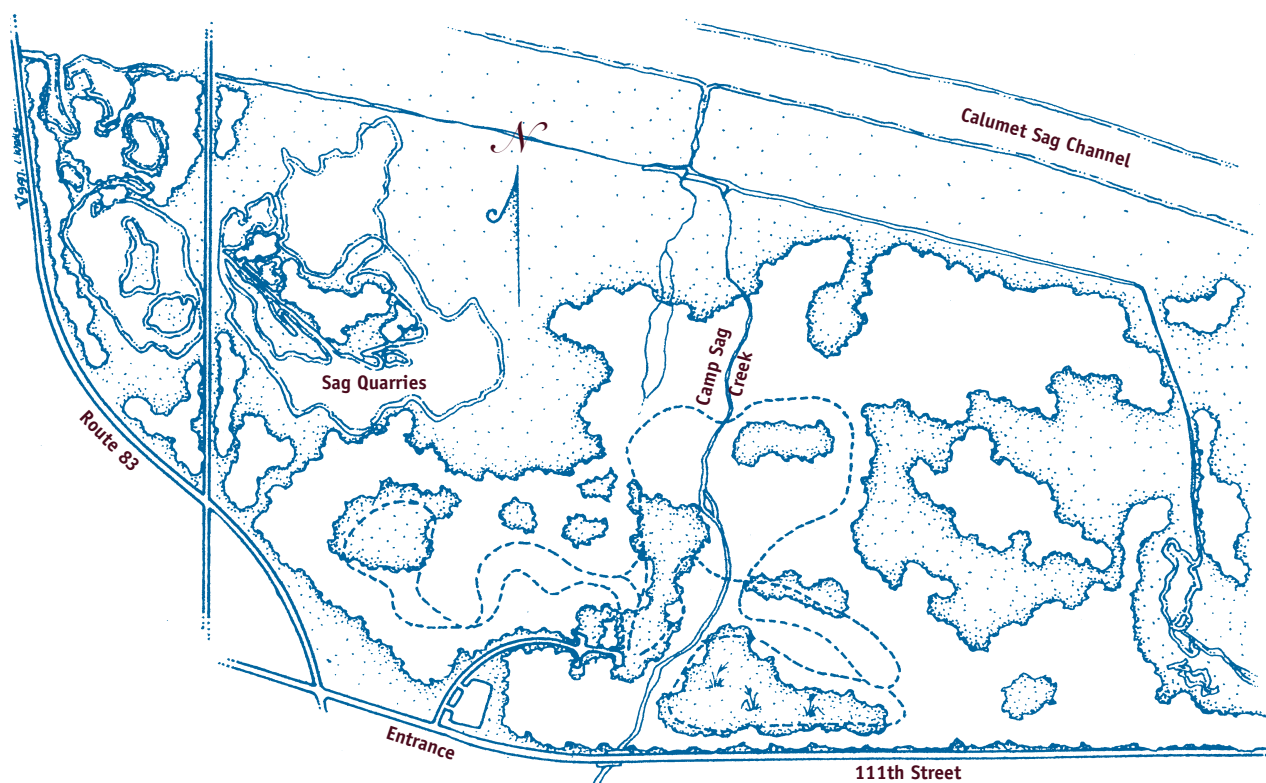 Calumet Sag Channel
N
Camp Sag
Creek
Sag Quarries
Route 83
Entrance
111th Street